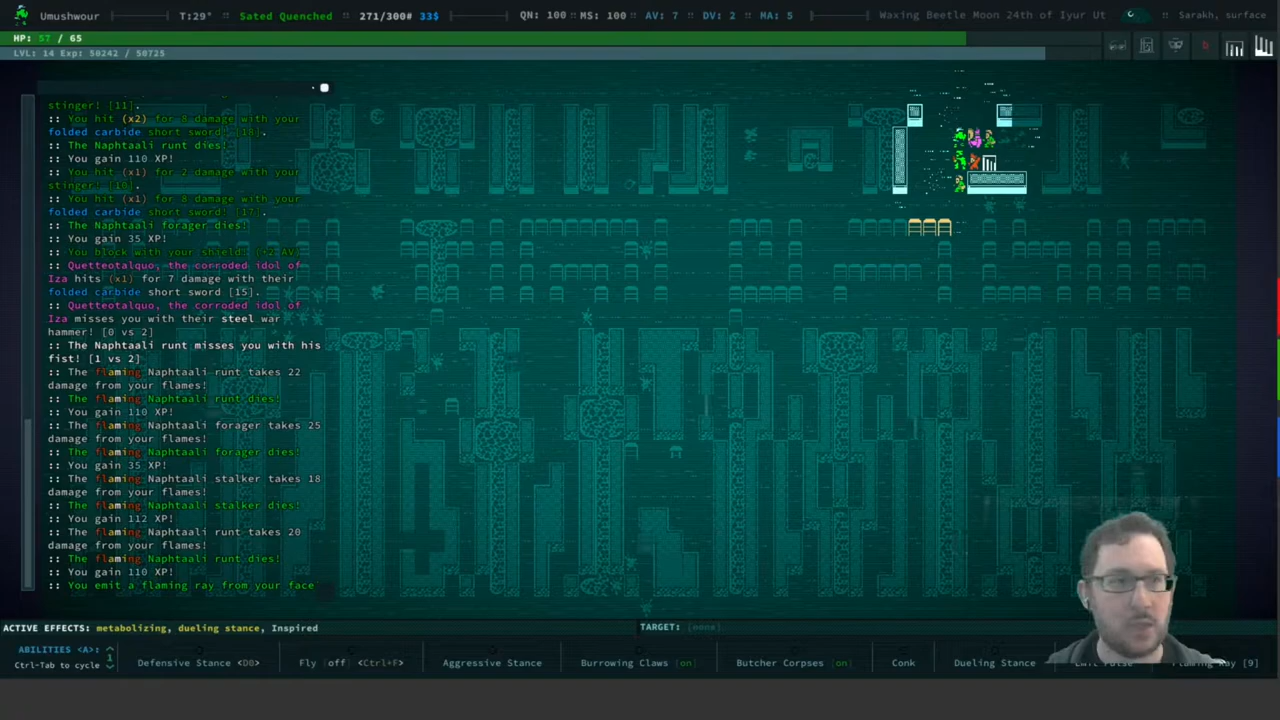 Umushwour T:29° Sated Quenched 271/300# 33$ QN: 100 MS: 100 AV: 7 DV: 2 MA: 5 Waxing Beetle Moon 24th of Iyur Ut Sarakh, surface
HP: 57 / 65
LVL: 14 Exp: 50242 / 50725
stinger! [11].
:: You hit (x2) for 8 damage with your
folded carbide short sword! [18].
:: The Naphtaali runt dies!
:: You gain 110 XP!
:: You hit (x1) for 2 damage with your
stinger! [10].
:: You hit (x1) for 8 damage with your
folded carbide short sword! [17].
:: The Naphtaali forager dies!
:: You gain 35 XP!
:: You block with your shield! (+2 AV)
:: Quetteotalquo, the corroded idol of
Iza hits (x1) for 7 damage with their
folded carbide short sword [15].
:: Quetteotalquo, the corroded idol of
Iza misses you with their steel war
hammer! [0 vs 2]
:: The Naphtaali runt misses you with his
fist! [1 vs 2]
:: The flaming Naphtaali runt takes 22
damage from your flames!
:: The flaming Naphtaali runt dies!
:: You gain 110 XP!
:: The flaming Naphtaali forager takes 25
damage from your flames!
:: The flaming Naphtaali forager dies!
:: You gain 35 XP!
:: The flaming Naphtaali stalker takes 18
damage from your flames!
:: The flaming Naphtaali stalker dies!
:: You gain 112 XP!
:: The flaming Naphtaali runt takes 20
damage from your flames!
:: The flaming Naphtaali runt dies!
:: You gain 110 XP!
:: You emit a flaming ray from your face
ACTIVE EFFECTS: metabolizing, dueling stance, Inspired
TARGET: [none]
ABILITIES <A>: 1
Ctrl-Tab to cycle
Defensive Stance <D0> Fly [off] <Ctrl+F> Aggressive Stance Burrowing Claws [on] Butcher Corpses [on] Conk Dueling Stance Emit Pulse Flaming Ray [9]